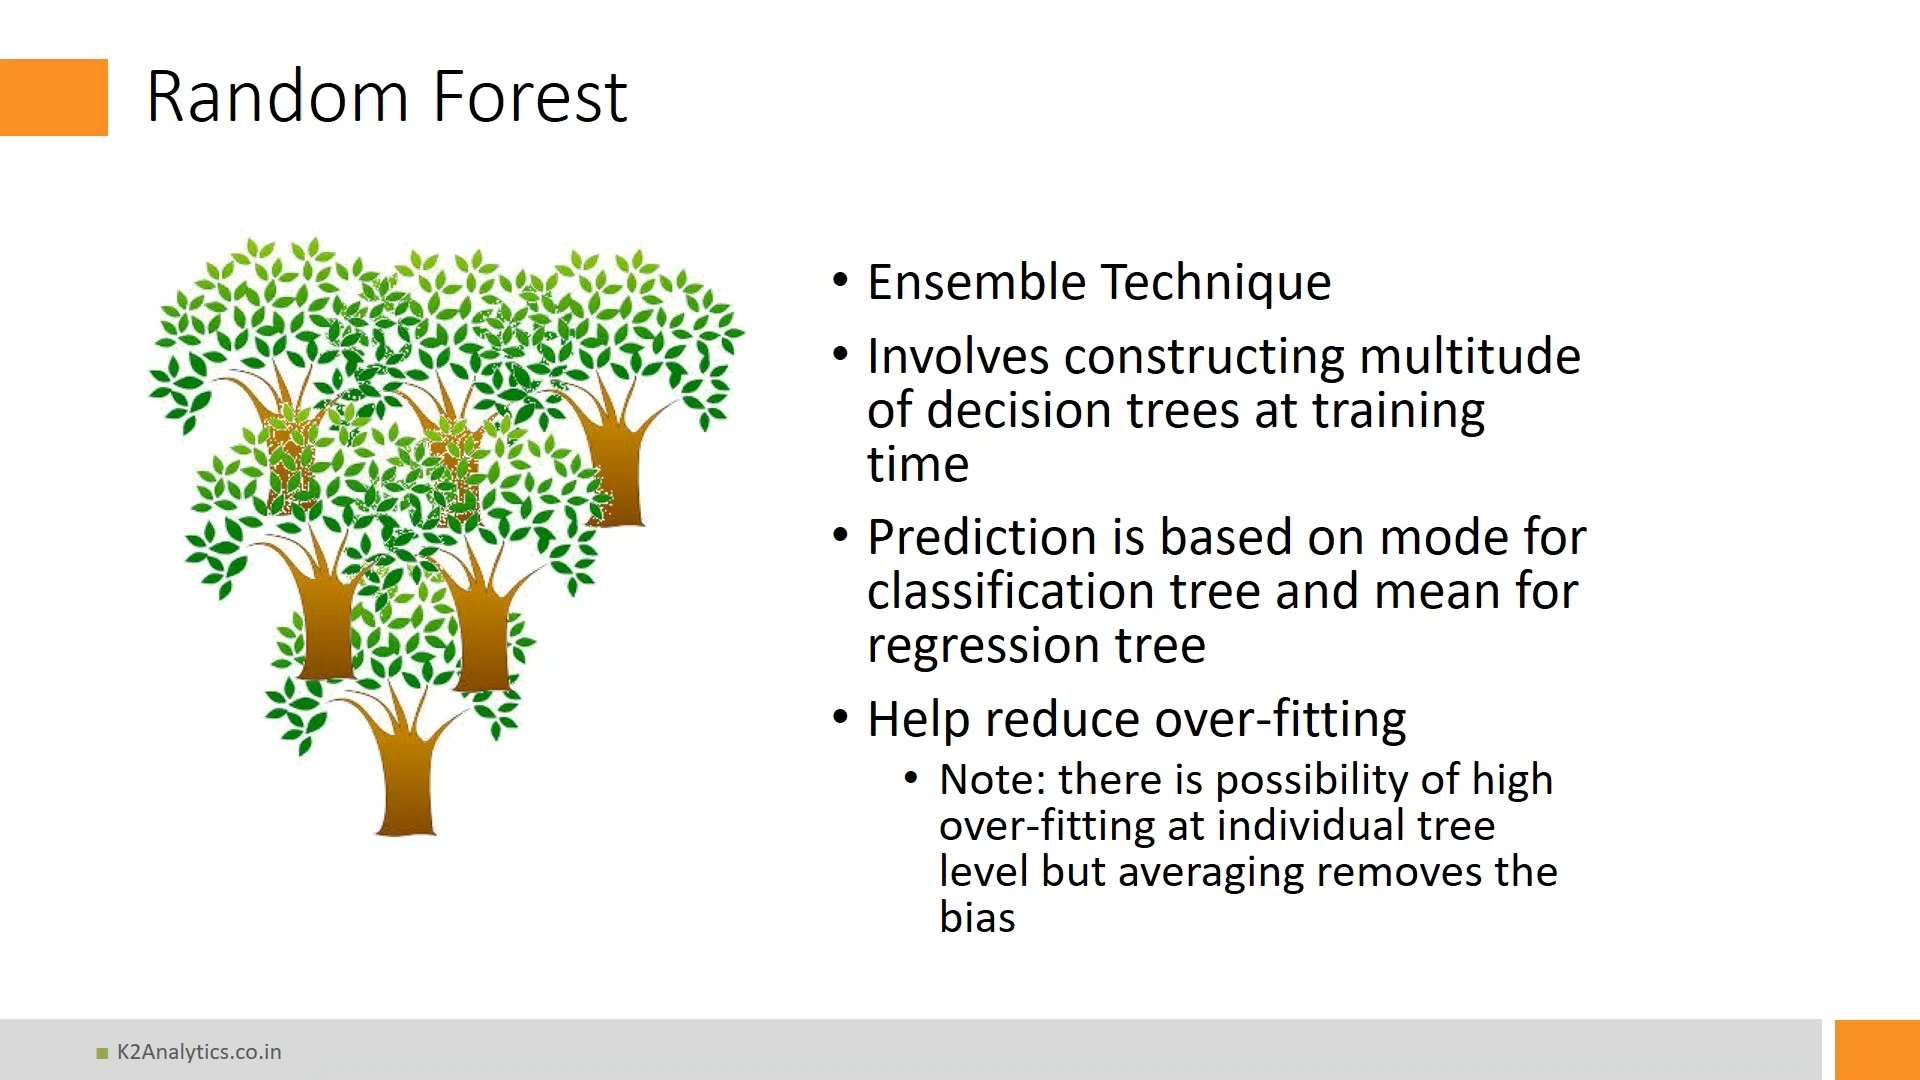 Random Forest
• Ensemble Technique
• Involves constructing multitude
of decision trees at training
time
• Prediction is based on mode for
classification tree and mean for
regression tree
• Help reduce over-fitting
• Note: there is possibility of high
over-fitting at individual tree
level but averaging removes the
bias
K2Analytics.co.in